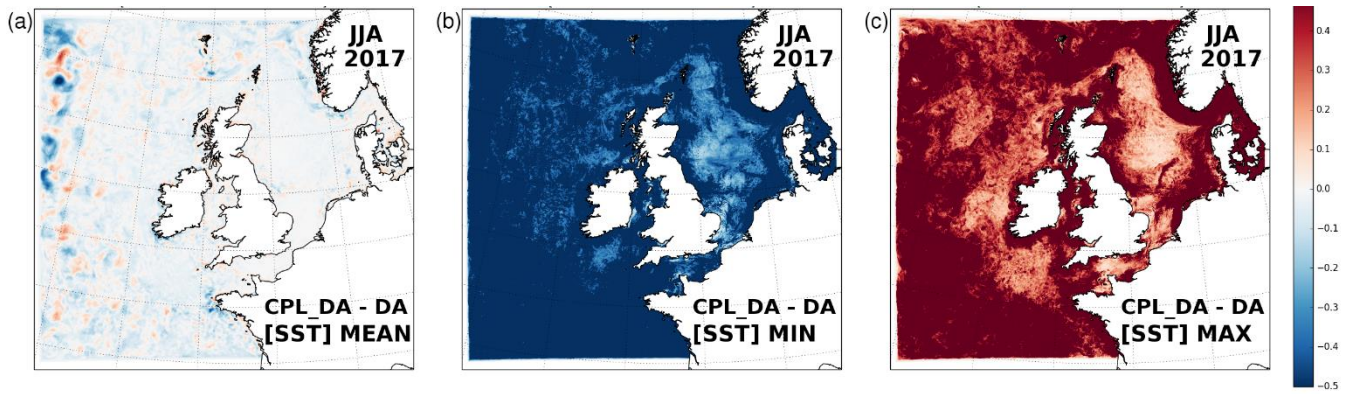 (a)
JJA
2017
CPL_DA - DA
[SST] MEAN
(b)
JJA
2017
CPL_DA - DA
[SST] MIN
(c)
JJA
2017
CPL_DA - DA
[SST] MAX
0.4
0.3
0.2
0.1
0.0
−0.1
−0.2
−0.3
−0.4
−0.5